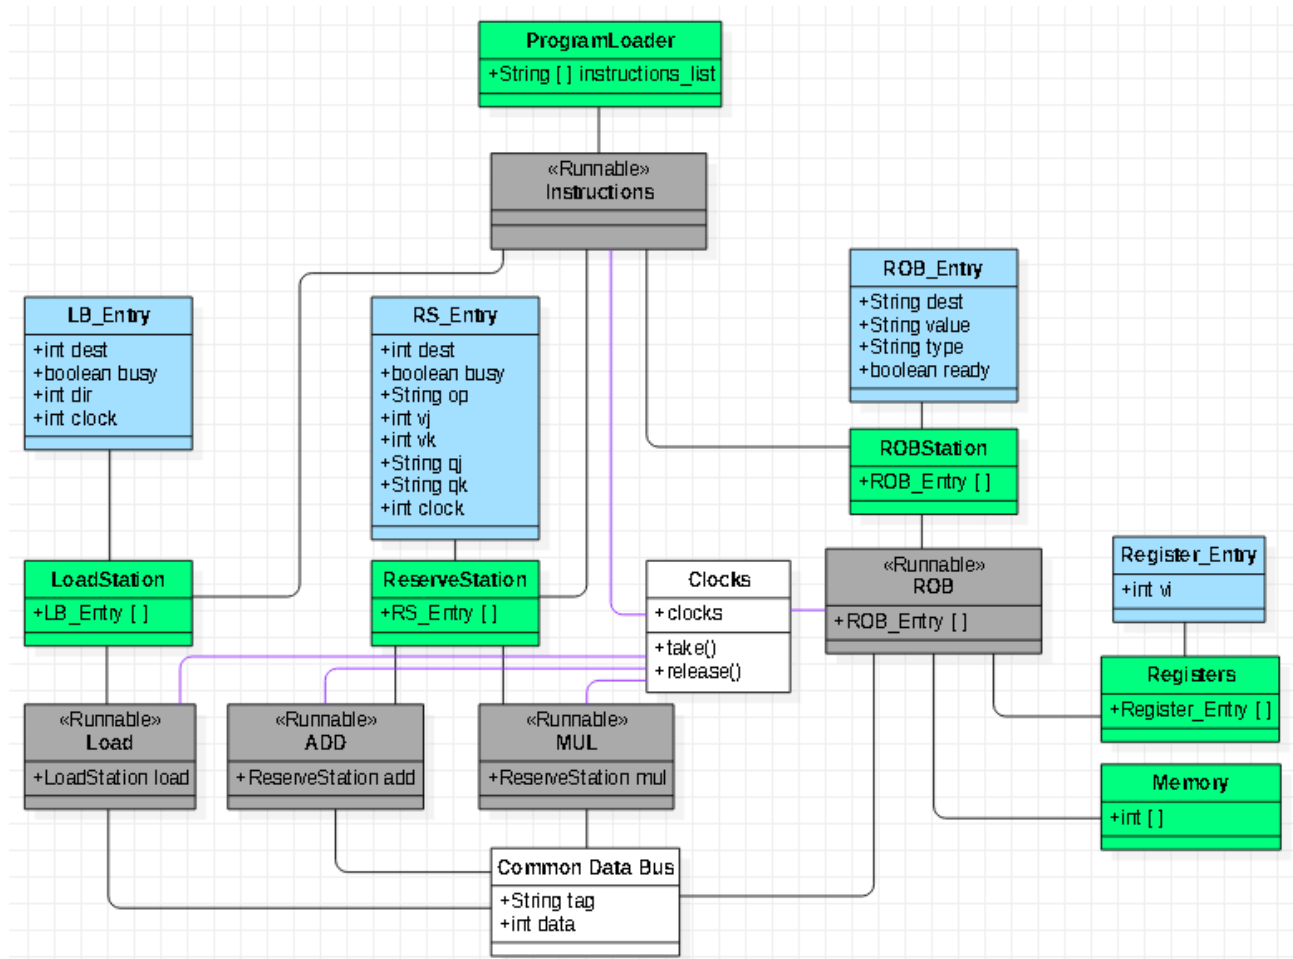 ProgramLoader
+String [ ] instructions_list
«Runnable»
Instructions
LB_Entry
+int dest
+boolean busy
+int dir
+int clock
RS_Entry
+int dest
+boolean busy
+String op
+int vj
+int vk
+String qj
+String qk
+int clock
ROB_Entry
+String dest
+String value
+String type
+boolean ready
ROBStation
+ROB_Entry [ ]
LoadStation
+LB_Entry [ ]
ReserveStation
+RS_Entry [ ]
Clocks
+clocks
+take()
+release()
«Runnable»
ROB
+ROB_Entry [ ]
Register_Entry
+int vi
Registers
+Register_Entry [ ]
«Runnable»
Load
+LoadStation load
«Runnable»
ADD
+ReserveStation add
«Runnable»
MUL
+ReserveStation mul
Memory
+int [ ]
Common Data Bus
+String tag
+int data